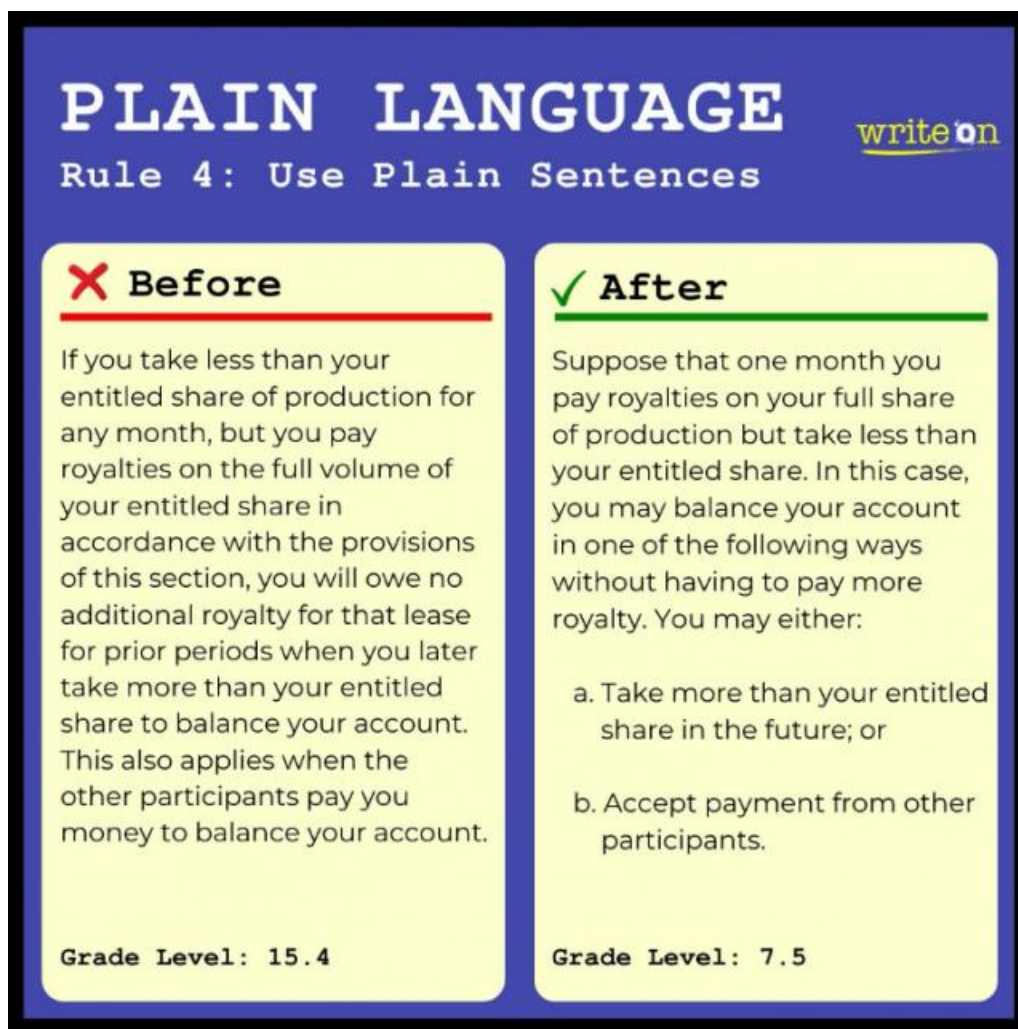 PLAIN LANGUAGE
write on
Rule 4: Use Plain Sentences
Before
If you take less than your
entitled share of production for
any month, but you pay
royalties on the full volume of
your entitled share in
accordance with the provisions
of this section, you will owe no
additional royalty for that lease
for prior periods when you later
take more than your entitled
share to balance your account.
This also applies when the
other participants pay you
money to balance your account.
Grade Level: 15.4
After
Suppose that one month you
pay royalties on your full share
of production but take less than
your entitled share. In this case,
you may balance your account
in one of the following ways
without having to pay more
royalty. You may either:
a. Take more than your entitled
share in the future; or
b. Accept payment from other
participants.
Grade Level: 7.5